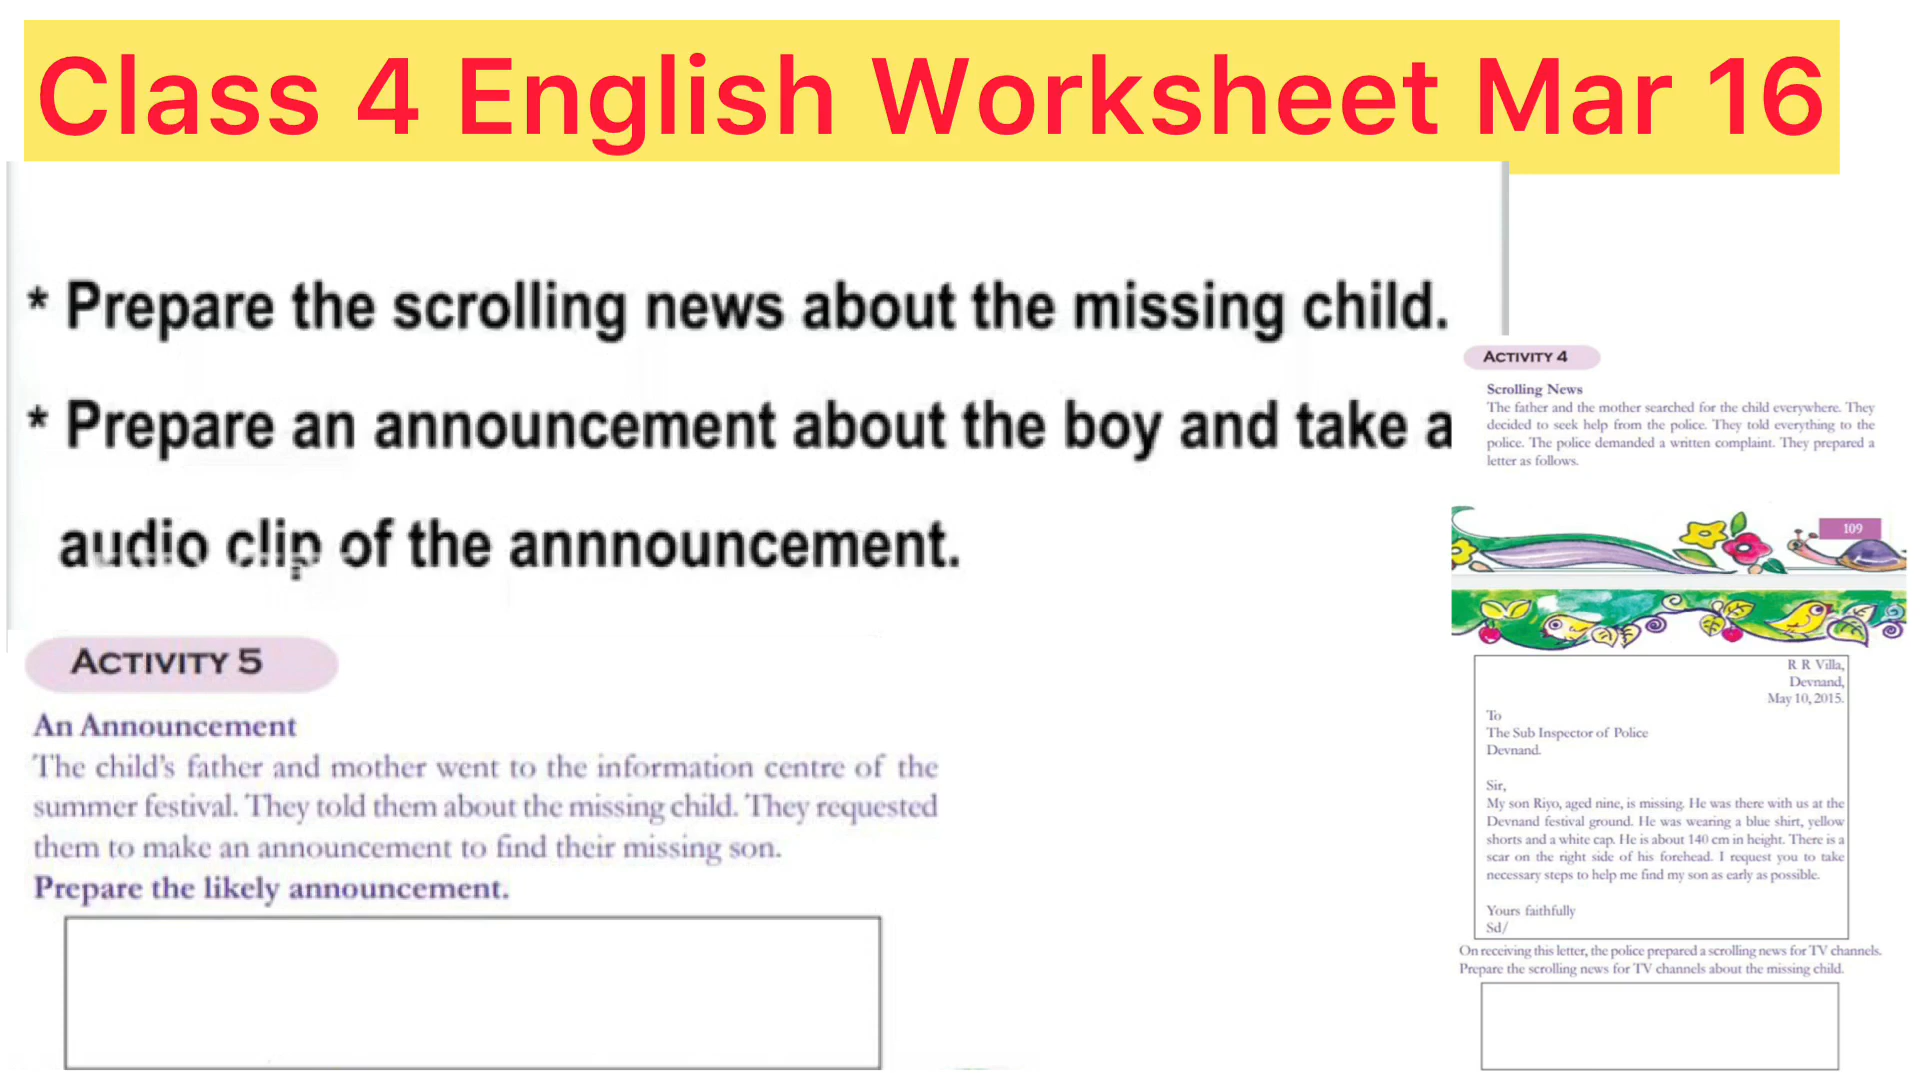 Class 4 English Worksheet Mar 16
* Prepare the scrolling news about the missing child.
* Prepare an announcement about the boy and take a
audio clip of the annnouncement.
ACTIVITY 5
An Announcement
The child's father and mother went to the information centre of the
summer festival. They told them about the missing child. They requested
them to make an announcement to find their missing son.
Prepare the likely announcement.
ACTIVITY 4
Scrolling News
The father and the mother searched for the child everywhere. They
decided to seek help from the police. They told everything to the
police. The police demanded a written complaint. They prepared a
letter as follows.
109
R R Villa,
Devnand,
May 10, 2015.
To
The Sub Inspector of Police
Devnand.
Sir,
My son Riyo, aged nine, is missing. He was there with us at the
Devnand festival ground. He was wearing a blue shirt, yellow
shorts and a white cap. He is about 140 cm in height. There is a
scar on the right side of his forehead. I request you to take
necessary steps to help me find my son as early as possible.
Yours faithfully
Sd/
On receiving this letter, the police prepared a scrolling news for TV channels.
Prepare the scrolling news for TV channels about the missing child.